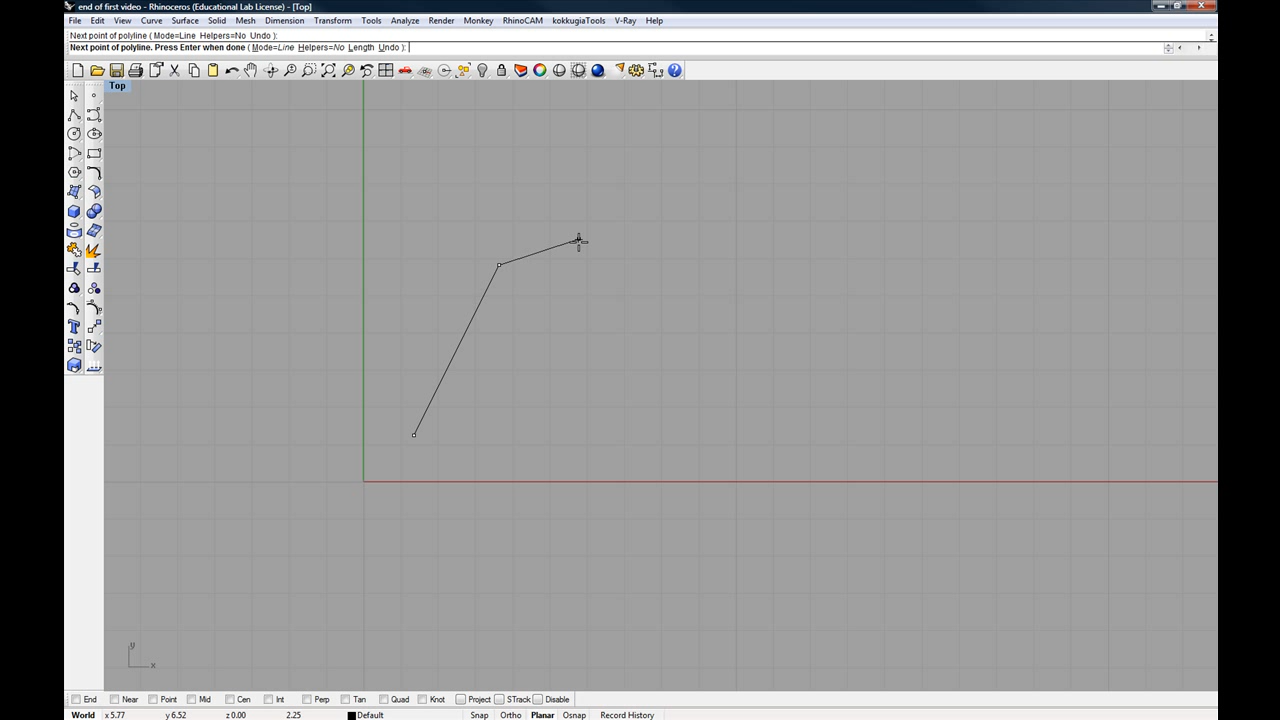 end of first video - Rhinoceros (Educational Lab License) - [Top]
File Edit View Curve Surface Solid Mesh Dimension Transform Tools Analyze Render Monkey RhinoCAM kokkugiaTools V-Ray Help
Next point of polyline ( Mode=Line Helpers=No Undo ):
Next point of polyline. Press Enter when done ( Mode=Line Helpers=No Length Undo ):
Top
y
x
End Near Point Mid Cen Int Perp Tan Quad Knot Project STrack Disable
World x 5.77 y 6.52 z 0.00 2.25 Default Snap Ortho Planar Osnap Record History